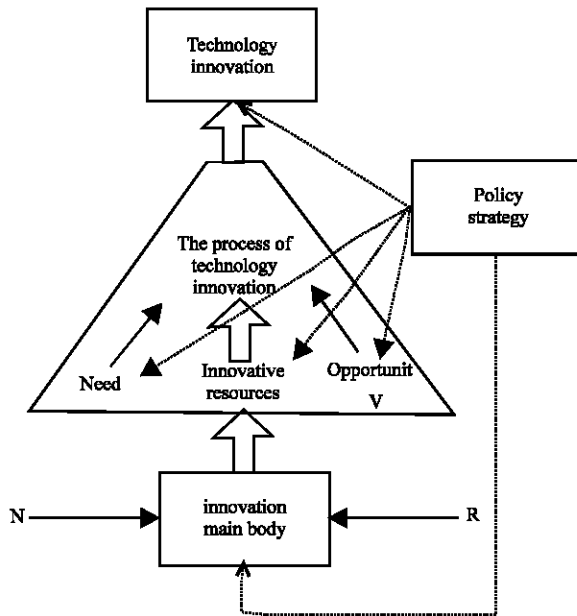 Technology
innovation
Policy
strategy
The process of
technology
innovation
Need
Innovative
resources
Opportunit
V
N
innovation
main body
R